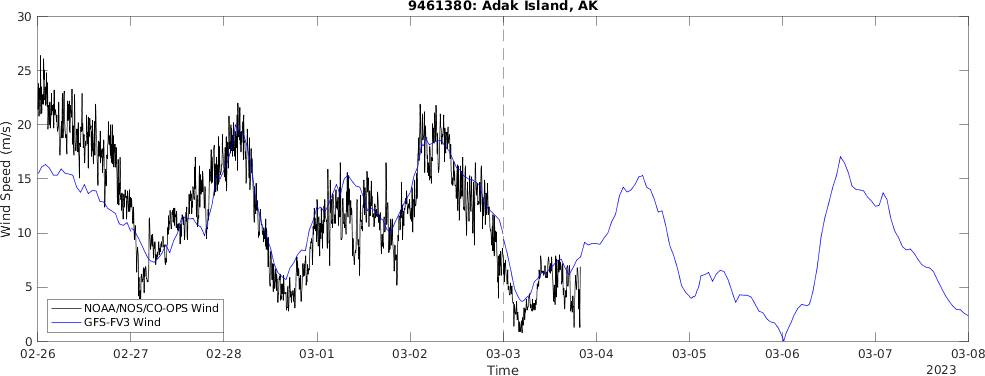 9461380: Adak Island, AK
30
25
20
15
10
5
0
Wind Speed (m/s)
NOAA/NOS/CO-OPS Wind
GFS-FV3 Wind
02-26 02-27 02-28 03-01 03-02 03-03 03-04 03-05 03-06 03-07 03-08
Time
2023